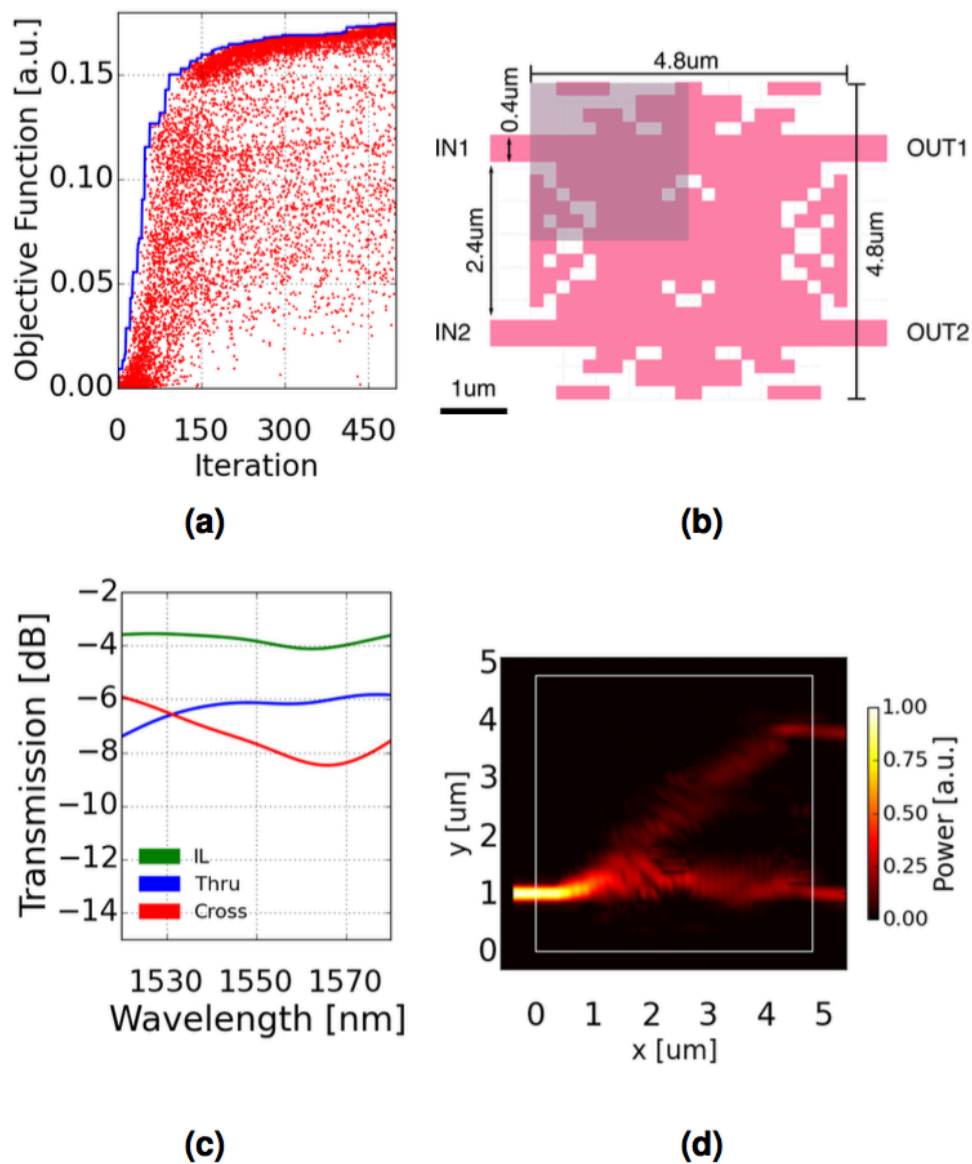 Objective Function [a.u.]
0.15
0.10
0.05
0.00
0 150 300 450
Iteration
(a)
4.8um
0.4um
IN1
OUT1
2.4um
4.8um
IN2
OUT2
1um
(b)
Transmission [dB]
−2
−4
−6
−8
−10
−12
−14
IL
Thru
Cross
1530 1550 1570
Wavelength [nm]
(c)
y [um]
5
4
3
2
1
0
0 1 2 3 4 5
x [um]
1.00
0.75
0.50
0.25
0.00
Power [a.u.]
(d)